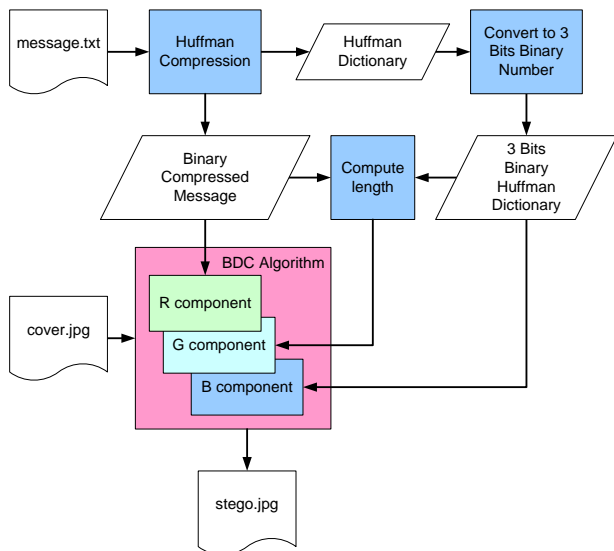 message.txt
Huffman
Compression
Huffman
Dictionary
Convert to 3
Bits Binary
Number
Binary
Compressed
Message
Compute
length
3 Bits
Binary
Huffman
Dictionary
BDC Algorithm
R component
cover.jpg
G component
B component
stego.jpg